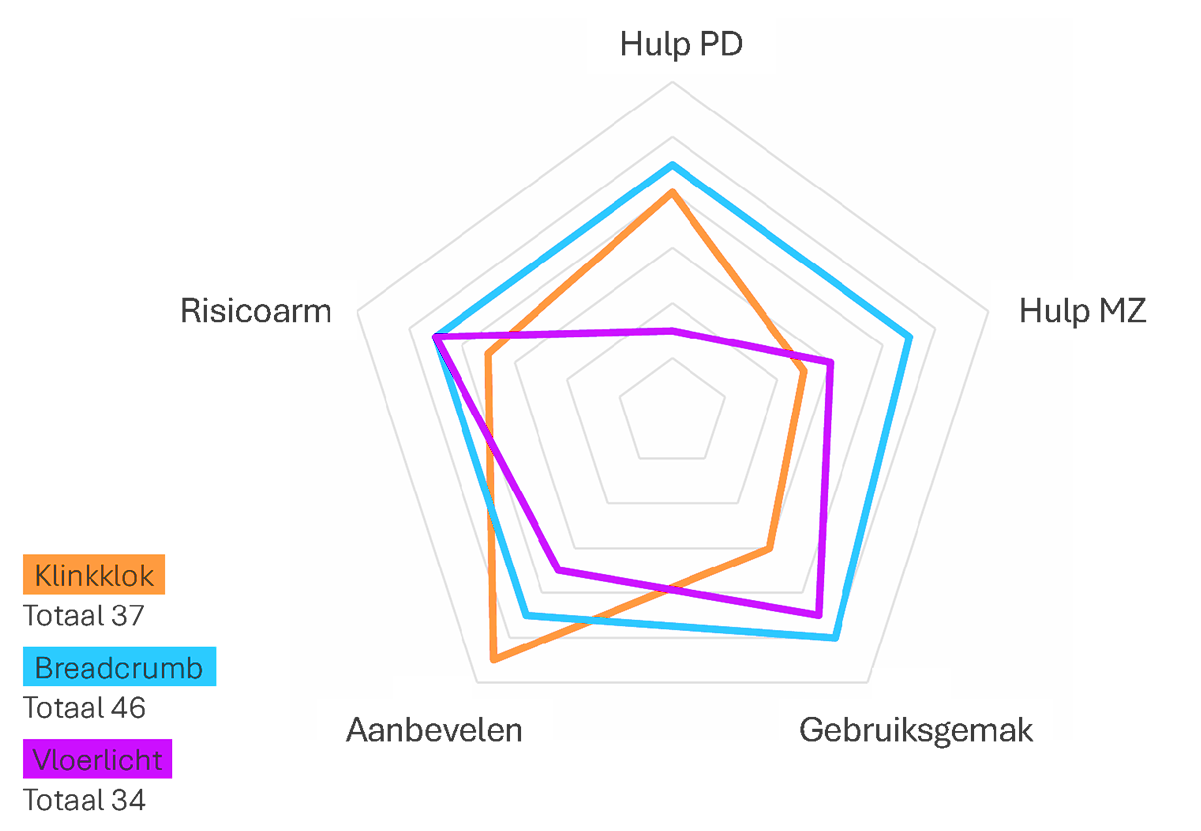 Hulp PD
Risicoarm
Hulp MZ
Klinkklok
Totaal 37
Breadcrumb
Totaal 46
Aanbevelen
Gebruiksgemak
Vloerlicht
Totaal 34